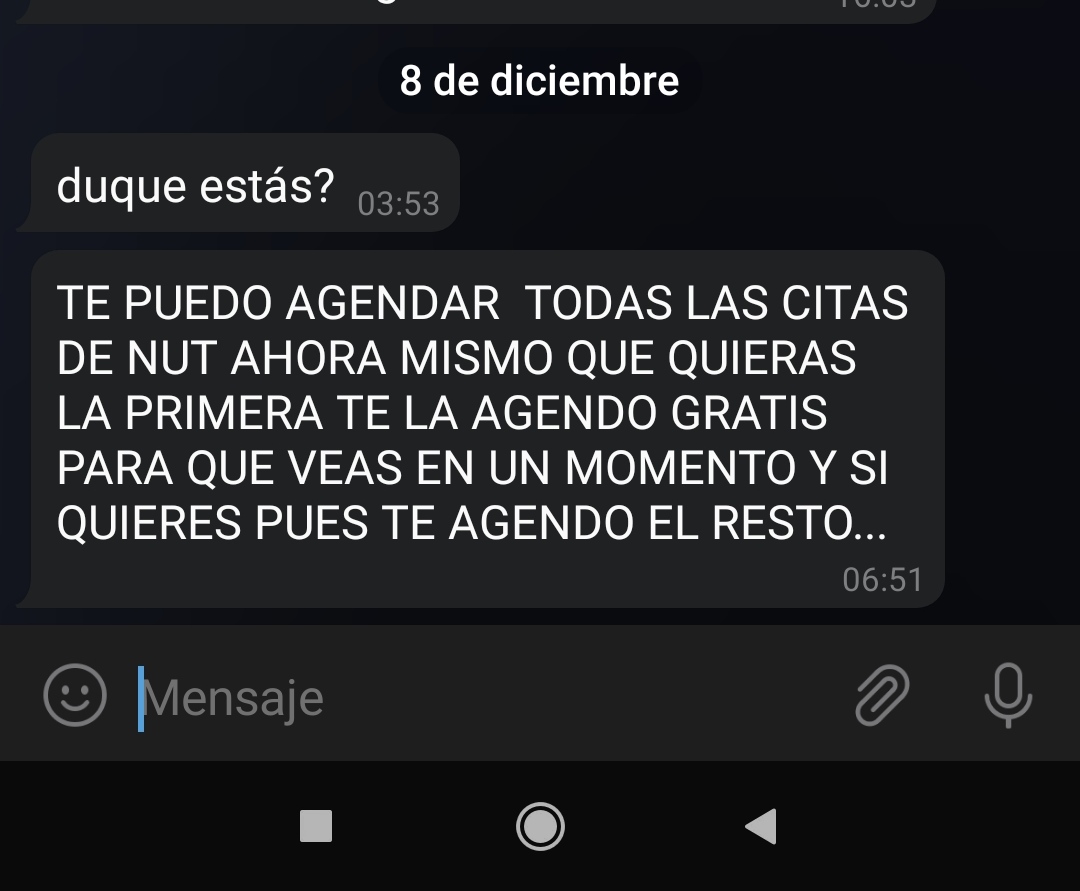 8 de diciembre
duque estás? 03:53
TE PUEDO AGENDAR  TODAS LAS CITAS
DE NUT AHORA MISMO QUE QUIERAS
LA PRIMERA TE LA AGENDO GRATIS
PARA QUE VEAS EN UN MOMENTO Y SI
QUIERES PUES TE AGENDO EL RESTO...
06:51
Mensaje